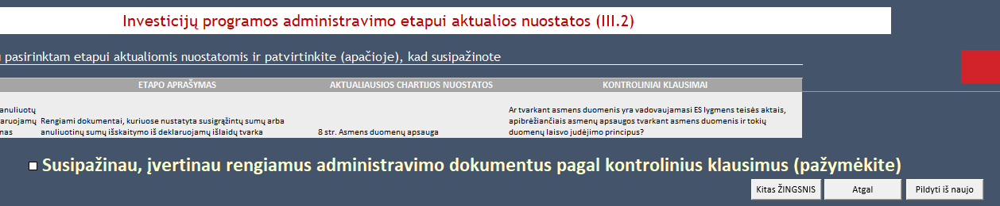 Investicijų programos administravimo etapui aktualios nuostatos (III.2)
pasirinktam etapui aktualiomis nuostatomis ir patvirtinkite (apačioje), kad susipažinote
ETAPO APRAŠYMAS AKTUALIAUSIOS CHARTIJOS NUOSTATOS KONTROLINIAI KLAUSIMAI
anuliuotų Ar tvarkant asmens duomenis yra vadovaujamasi ES lygmens teisės aktais,
aruojamų Rengiami dokumentai, kuriuose nustatyta susigrąžintų sumų arba apibrėžiančiais asmenų apsaugos tvarkant asmens duomenis ir tokių
mas anuliuotinų sumų išskaitymo iš deklaruojamų išlaidų tvarka 8 str. Asmens duomenų apsauga duomenų laisvo judėjimo principus?
Susipažinau, įvertinau rengiamus administravimo dokumentus pagal kontrolinius klausimus (pažymėkite)
Kitas ŽINGSNIS Atgal Pildyti iš naujo